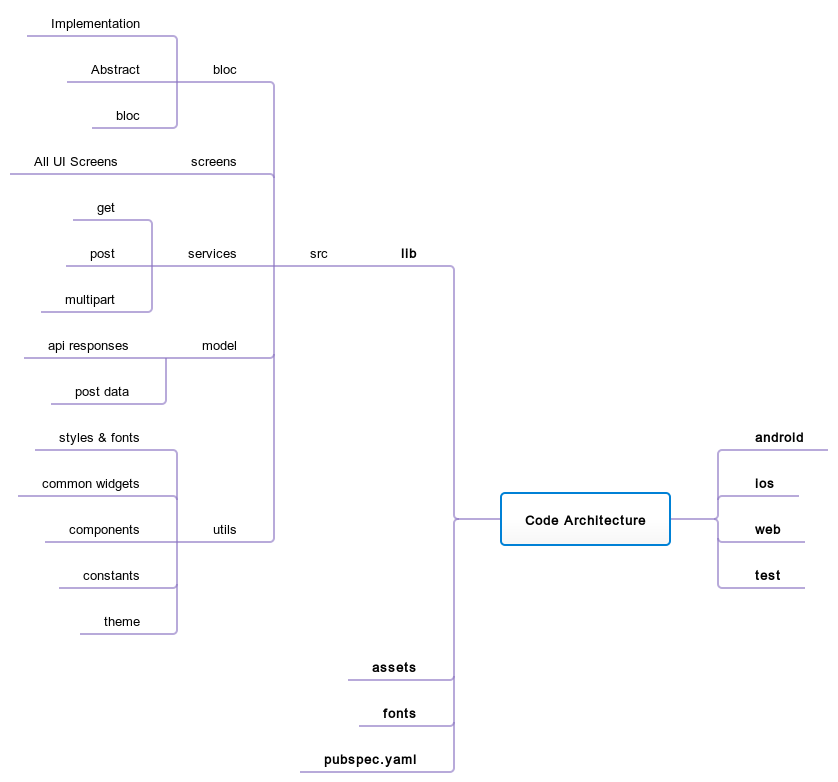 Implementation
Abstract
bloc
bloc
All UI Screens
screens
get
post
services
src
lib
multipart
api responses
model
post data
styles & fonts
android
common widgets
ios
Code Architecture
components
utils
web
constants
test
theme
assets
fonts
pubspec.yaml